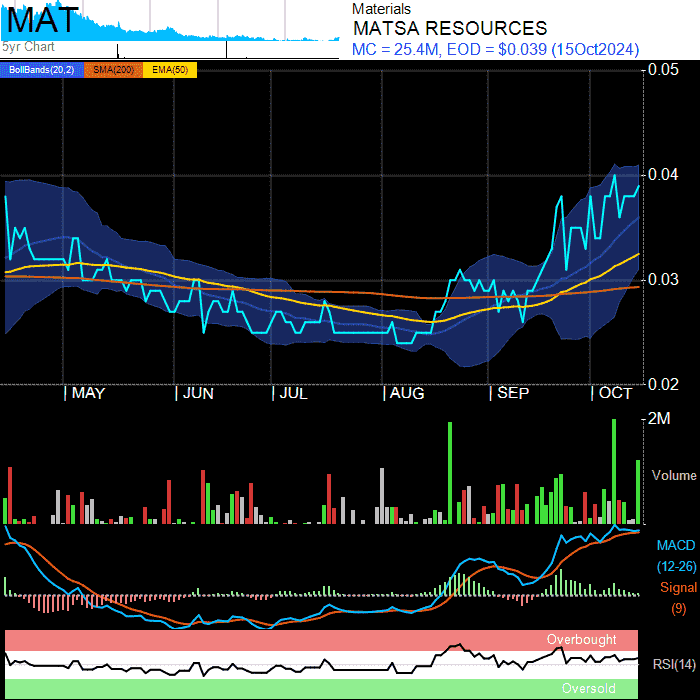 MAT
5yr Chart
Materials
MATSA RESOURCES
MC = 25.4M, EOD = $0.039 (15Oct2024)
BollBands(20,2) SMA(200) EMA(50)
0.05
0.04
0.03
0.02
MAY JUN JUL AUG SEP OCT
2M
Volume
MACD
(12-26)
Signal
(9)
Overbought
RSI(14)
Oversold